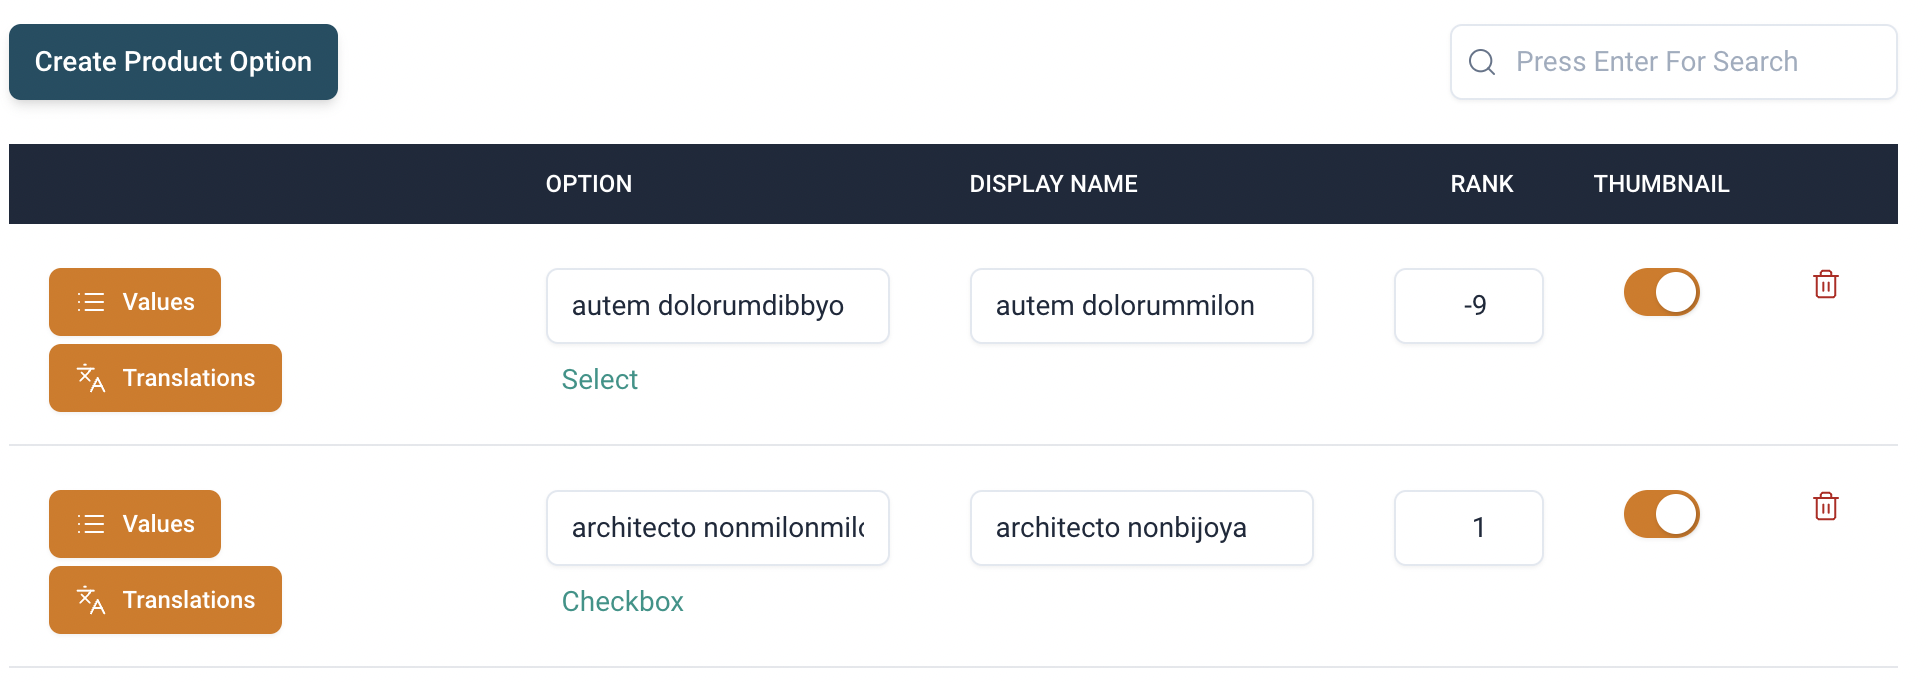 Create Product Option
Press Enter For Search
OPTION DISPLAY NAME RANK THUMBNAIL
Values autem dolorumdibbyo autem dolorummilon -9
Translations Select
Values architecto nonmilonmil architecto nonbijoya 1
Translations Checkbox